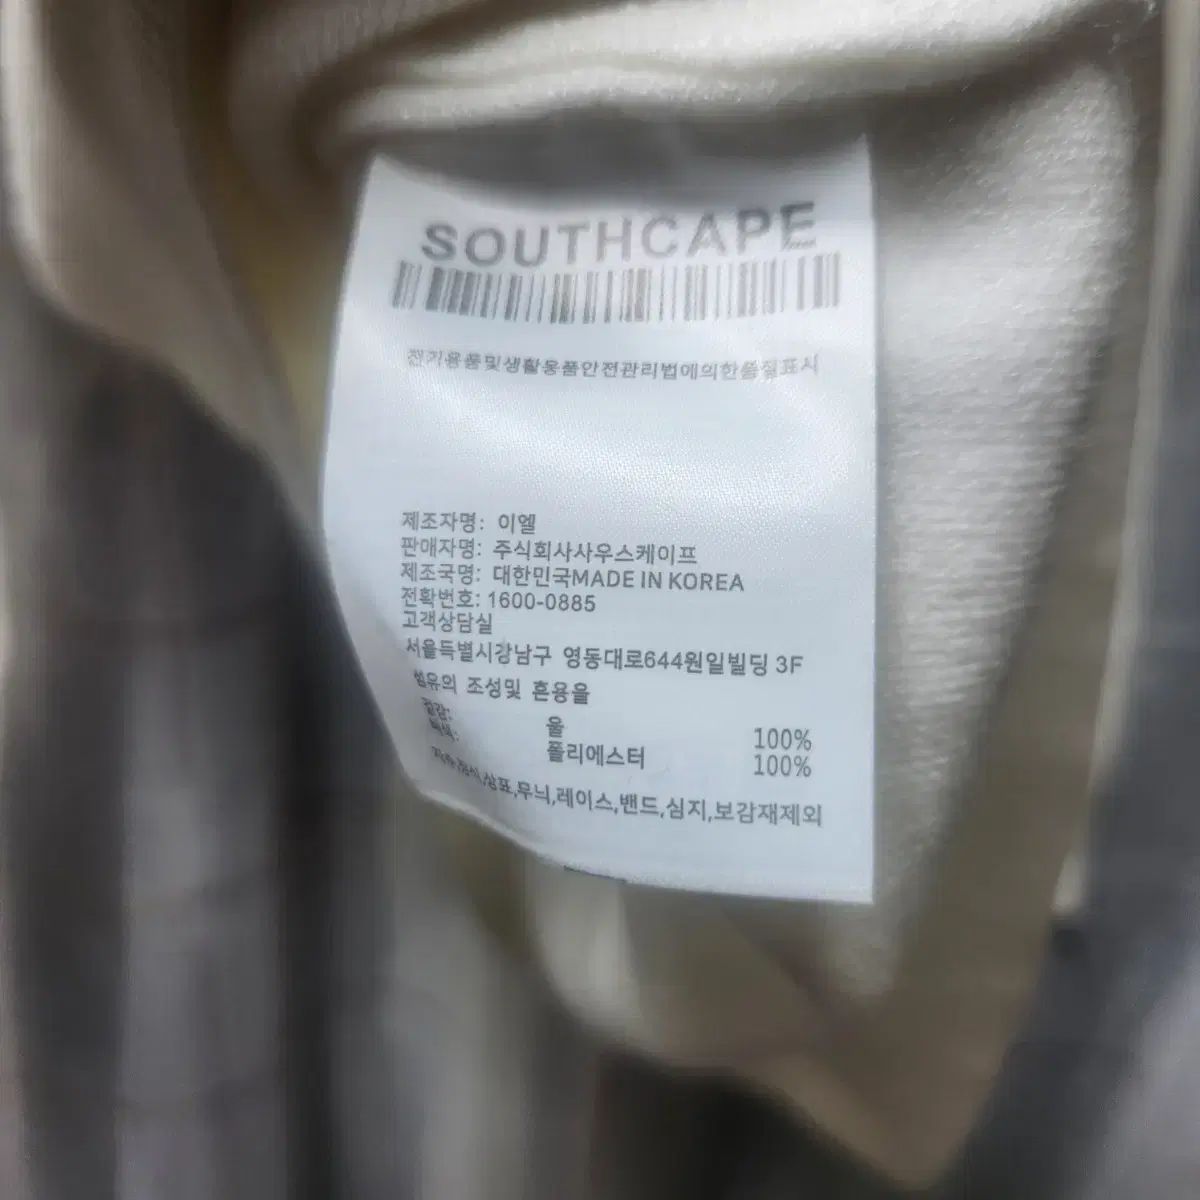 SOUTHCAPE
전기용품및생활용품안전관리법에의한품질표시
제조자명: 이엘
판매자명: 주식회사사우스케이프
제조국명: 대한민국MADE IN KOREA
전확번호: 1600-0885
고객상담실
서울득별시강남구 영동대로644원일빌딩 3F
섬유의 조성및 혼용율
겉감: 울 100%
폴리에스터 100%
상표,무늬,레이스,밴드,심지,보감재제외